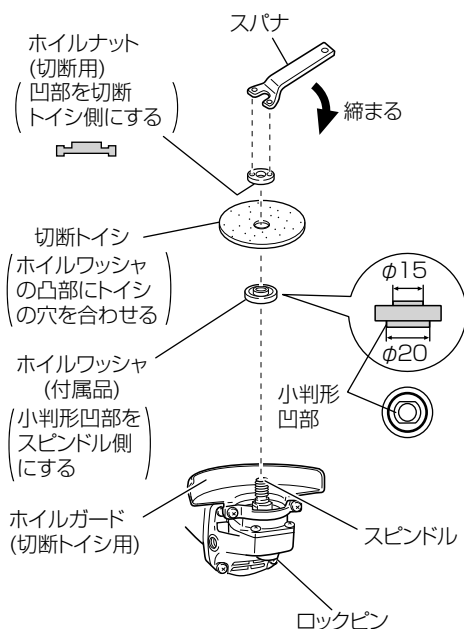 スパナ
ホイルナット
(切断用)
(凹部を切断
トイシ側にする)
締まる
切断トイシ
(ホイルワッシャ
の凸部にトイシ
の穴を合わせる)
φ15
φ20
ホイルワッシャ
(付属品)
(小判形凹部を
スピンドル側
にする)
小判形
凹部
ホイルガード
(切断トイシ用)
スピンドル
ロックピン